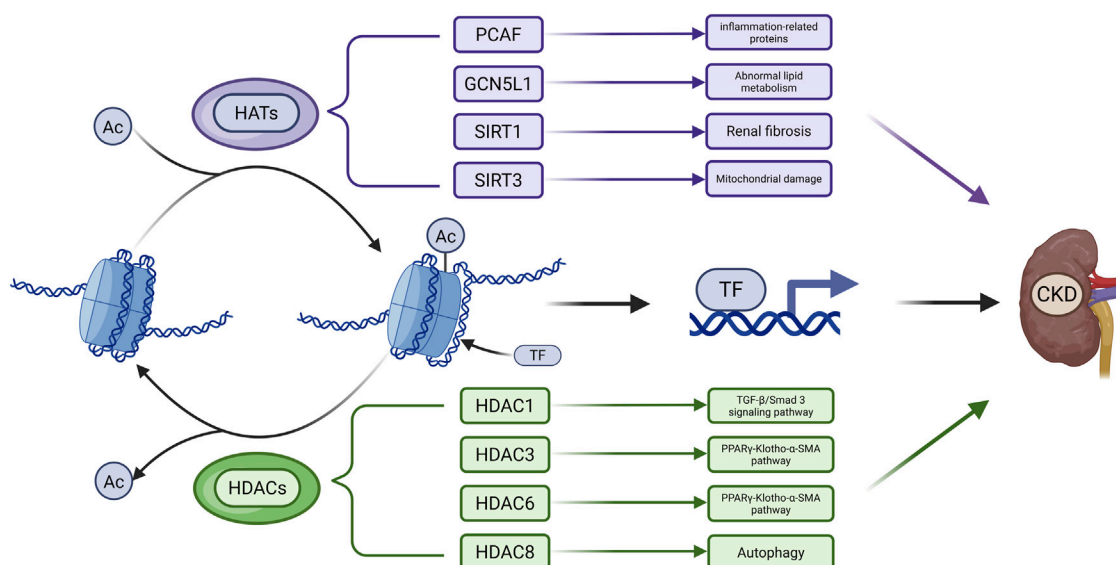 PCAF
inflammation-related
proteins
GCN5L1
Abnormal lipid
metabolism
HATs
Ac
SIRT1
Renal fibrosis
SIRT3
Mitochondrial damage
Ac
TF
CKD
TF
HDAC1
TGF-β/Smad 3
signaling pathway
HDAC3
PPARγ-Klotho-α-SMA
pathway
Ac
HDACs
HDAC6
PPARγ-Klotho-α-SMA
pathway
HDAC8
Autophagy